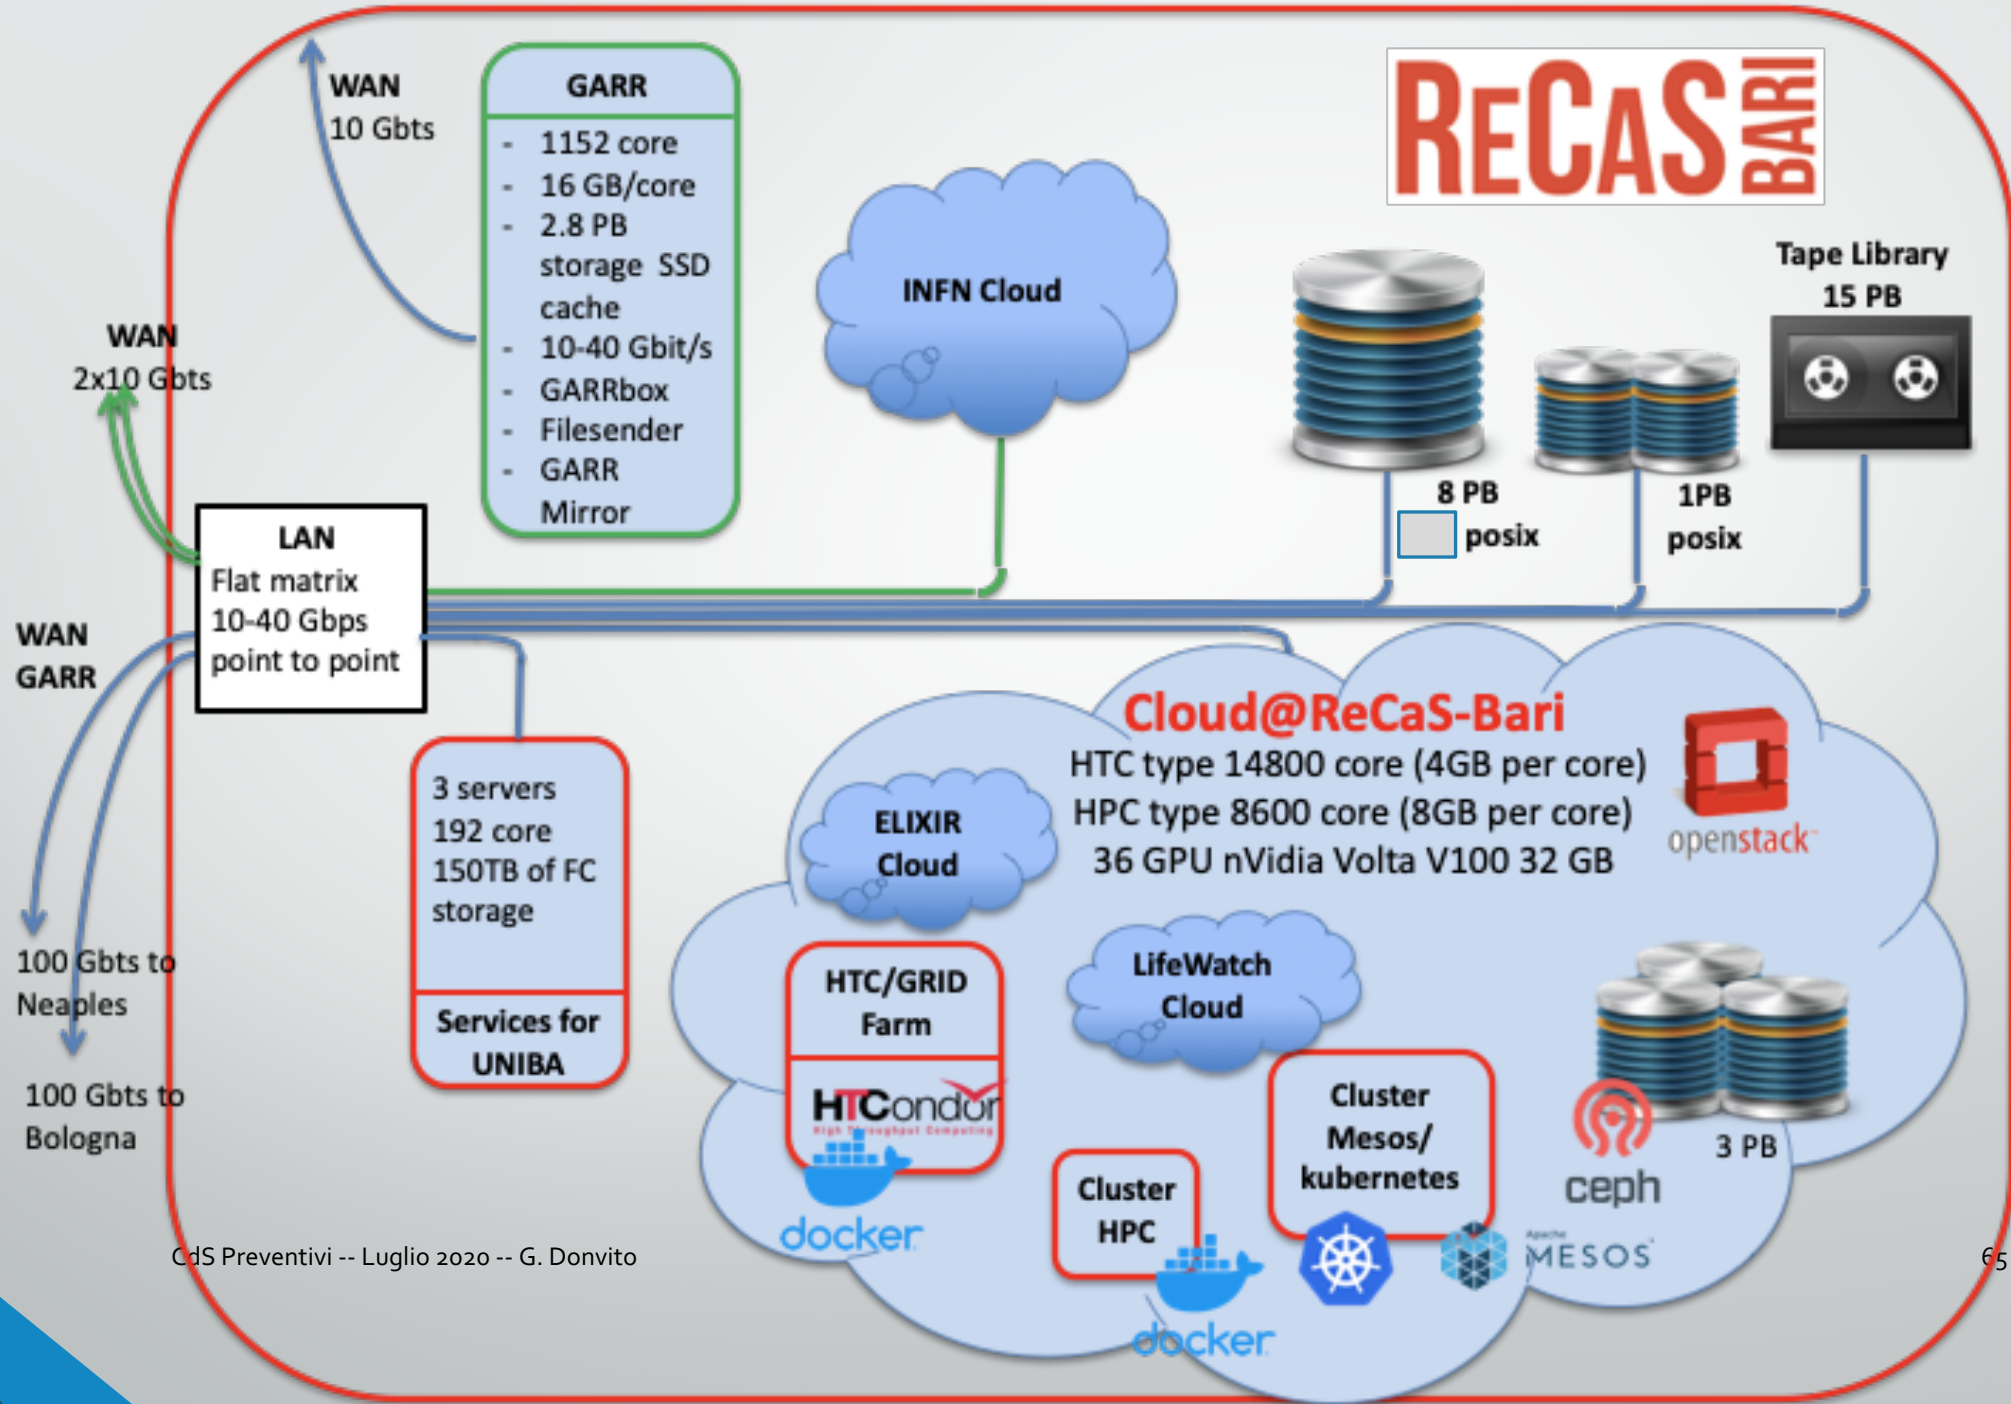 WAN
10 Gbts
GARR
- 1152 core
- 16 GB/core
- 2.8 PB
storage SSD
cache
- 10-40 Gbit/s
- GARRbox
- Filesender
- GARR
Mirror
INFN Cloud
RECAS
BARI
Tape Library
15 PB
8 PB
posix
1PB
posix
WAN
2x10 Gbts
LAN
Flat matrix
10-40 Gbps
point to point
WAN
GARR
100 Gbts to
Neaples
100 Gbts to
Bologna
3 servers
192 core
150TB of FC
storage
Services for
UNIBA
Cloud@ReCaS-Bari
HTC type 14800 core (4GB per core)
HPC type 8600 core (8GB per core)
36 GPU nVidia Volta V100 32 GB
openstack
ELIXIR
Cloud
LifeWatch
Cloud
HTC/GRID
Farm
HTCondor
High Throughput Computing
docker
Cluster
HPC
docker
Cluster
Mesos/
kubernetes
Apache
MESOS
ceph
3 PB
CdS Preventivi -- Luglio 2020 -- G. Donvito
65